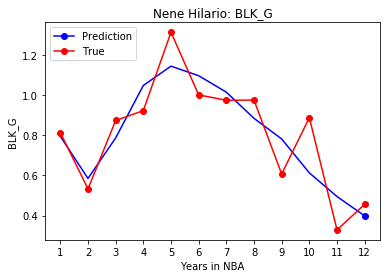 Nene Hilario: BLK_G
Prediction
True
BLK_G
1.2
1.0
0.8
0.6
0.4
1 2 3 4 5 6 7 8 9 10 11 12
Years in NBA